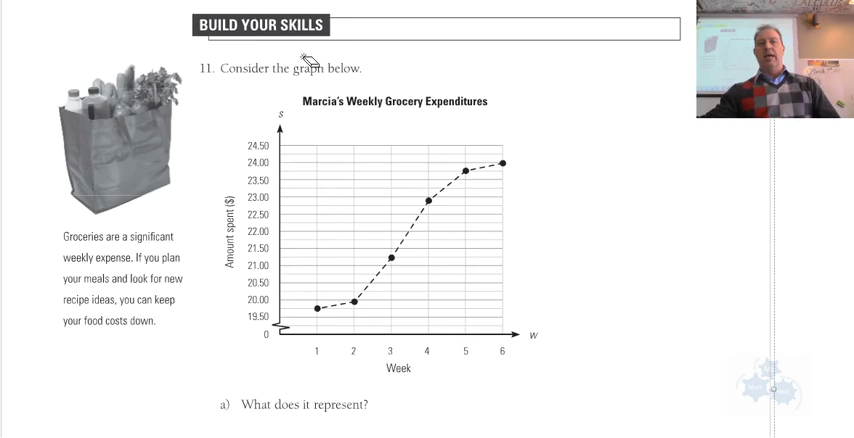 BUILD YOUR SKILLS
11. Consider the graph below.
Marcia's Weekly Grocery Expenditures
s
24.50
24.00
23.50
23.00
22.50
22.00
21.50
21.00
20.50
20.00
19.50
0
Amount spent ($)
w
1 2 3 4 5 6
Week
Groceries are a significant
weekly expense. If you plan
your meals and look for new
recipe ideas, you can keep
your food costs down.
a) What does it represent?